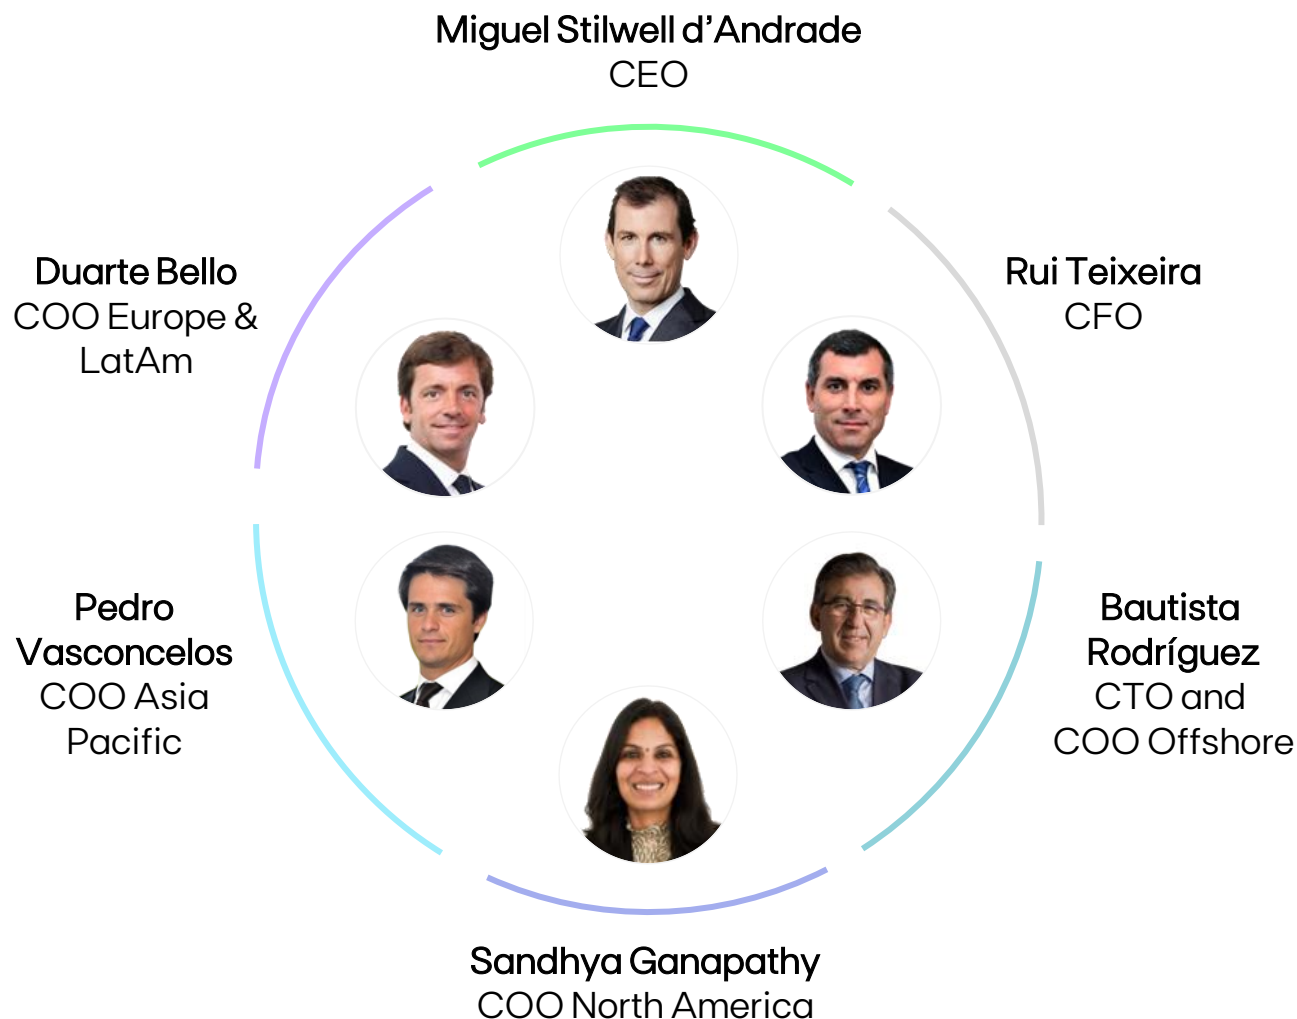 Miguel Stilwell d’Andrade
CEO
Duarte Bello
COO Europe &
LatAm
Rui Teixeira
CFO
Pedro
Vasconcelos
COO Asia
Pacific
Bautista
Rodríguez
CTO and
COO Offshore
Sandhya Ganapathy
COO North America